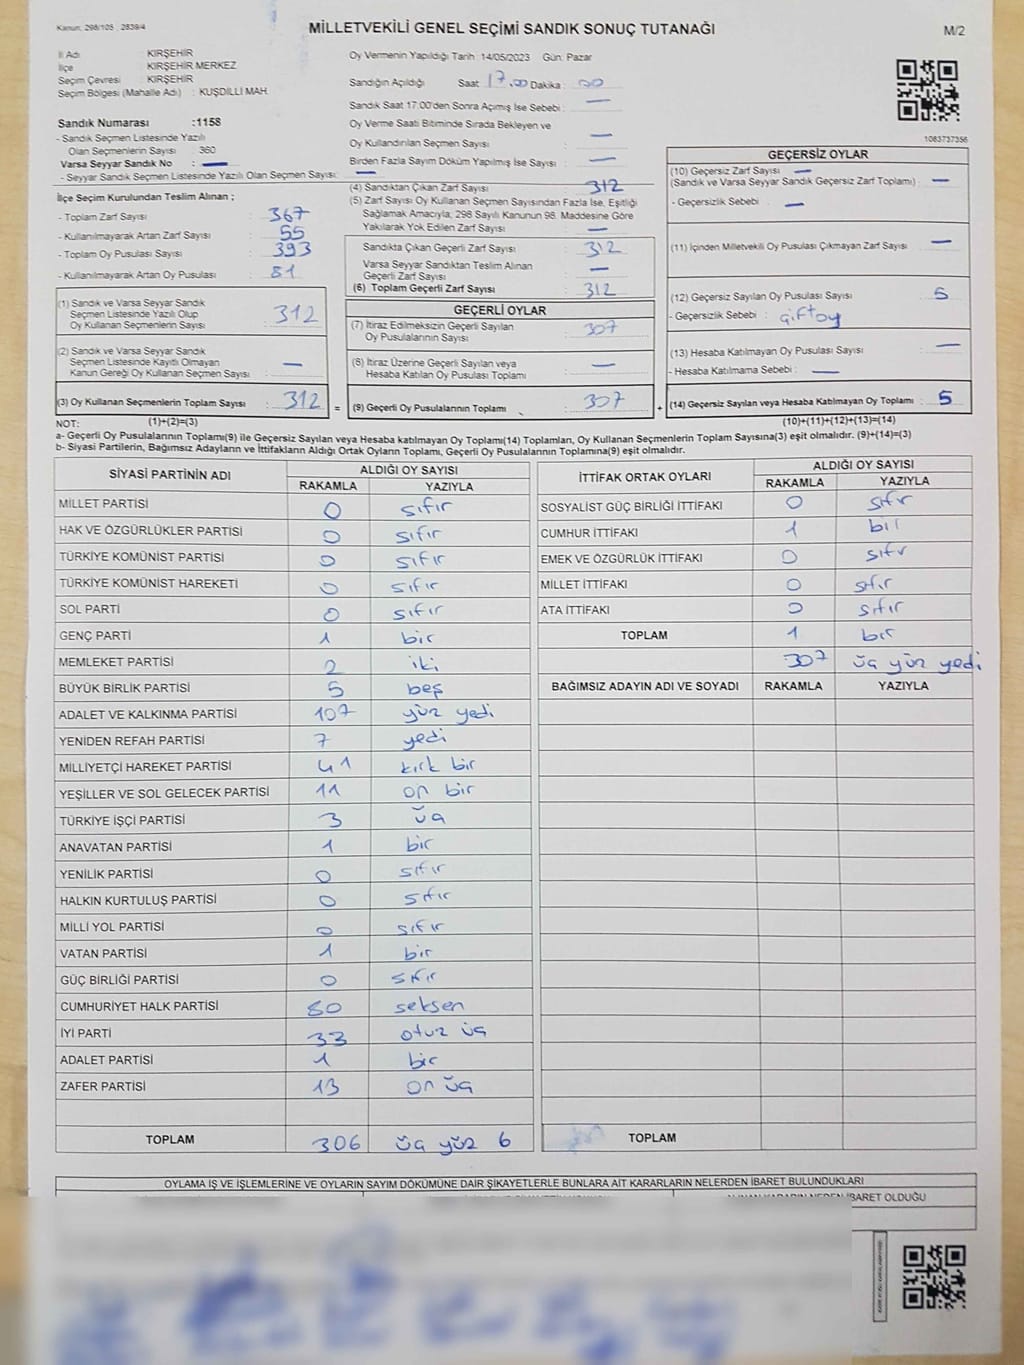 Kanun: 298/105 , 2839/4
MİLLETVEKİLİ GENEL SEÇİMİ SANDIK SONUÇ TUTANAĞI
M/2
İl Adı : KIRŞEHİR
İlçe : KIRŞEHİR MERKEZ
Seçim Çevresi : KIRŞEHİR
Seçim Bölgesi (Mahalle Adı) : KUŞDİLLİ MAH.
Oy Vermenin Yapıldığı Tarih : 14/05/2023 Gün: Pazar
Sandığın Açıldığı Saat 17.00 Dakika : 00
Sandık Saat 17:00'den Sonra Açımış İse Sebebi : —
Sandık Numarası :1158
- Sandık Seçmen Listesinde Yazılı
Olan Seçmenlerin Sayısı 360
Varsa Seyyar Sandık No : —
- Seyyar Sandık Seçmen Listesinde Yazılı Olan Seçmen Sayısı: —
Oy Verme Saati Bitiminde Sırada Bekleyen ve
Oy Kullandırılan Seçmen Sayısı : —
Birden Fazla Sayım Döküm Yapılmış İse Sayısı : —
1083737356
İlçe Seçim Kurulundan Teslim Alınan ;
- Toplam Zarf Sayısı : 367
- Kullanılmayarak Artan Zarf Sayısı : 55
- Toplam Oy Pusulası Sayısı : 393
- Kullanılmayarak Artan Oy Pusulası : 81
(1) Sandık ve Varsa Seyyar Sandık
Seçmen Listesinde Yazılı Olup
Oy Kullanan Seçmenlerin Sayısı : 312
(2) Sandık ve Varsa Seyyar Sandık
Seçmen Listesinde Kayıtlı Olmayan
Kanun Gereği Oy Kullanan Seçmen Sayısı : —
(3) Oy Kullanan Seçmenlerin Toplam Sayısı : 312 =
(4) Sandıktan Çıkan Zarf Sayısı : 312
(5) Zarf Sayısı Oy Kullanan Seçmen Sayısından Fazla İse, Eşitliği
Sağlamak Amacıyla; 298 Sayılı Kanunun 98. Maddesine Göre
Yakılarak Yok Edilen Zarf Sayısı : —
Sandıkta Çıkan Geçerli Zarf Sayısı : 312
Varsa Seyyar Sandıktan Teslim Alınan
Geçerli Zarf Sayısı : —
(6) Toplam Geçerli Zarf Sayısı : 312
GEÇERLİ OYLAR
(7) İtiraz Edilmeksizin Geçerli Sayılan
Oy Pusulalarının Sayısı : 307
(8) İtiraz Üzerine Geçerli Sayılan veya
Hesaba Katılan Oy Pusulası Toplamı : —
(9) Geçerli Oy Pusulalarının Toplamı : 307 +
GEÇERSİZ OYLAR
(10) Geçersiz Zarf Sayısı —
(Sandık ve Varsa Seyyar Sandık Geçersiz Zarf Toplamı) : —
- Geçersizlik Sebebi : —
(11) İçinden Milletvekili Oy Pusulası Çıkmayan Zarf Sayısı : —
(12) Geçersiz Sayılan Oy Pusulası Sayısı : 5
- Geçersizlik Sebebi : çift oy
(13) Hesaba Katılmayan Oy Pusulası Sayısı : —
- Hesaba Katılmama Sebebi : —
(14) Geçersiz Sayılan veya Hesaba Katılmayan Oy Toplamı : 5
NOT: (1)+(2)=(3) (10)+(11)+(12)+(13)=(14)
a- Geçerli Oy Pusulalarının Toplamı(9) ile Geçersiz Sayılan veya Hesaba katılmayan Oy Toplamı(14) Toplamları, Oy Kullanan Seçmenlerin Toplam Sayısına(3) eşit olmalıdır. (9)+(14)=(3)
b- Siyasi Partilerin, Bağımsız Adayların ve İttifakların Aldığı Ortak Oyların Toplamı, Geçerli Oy Pusulalarının Toplamına(9) eşit olmalıdır.
SİYASİ PARTİNİN ADI ALDIĞI OY SAYISI
RAKAMLA YAZIYLA
MİLLET PARTİSİ 0 sıfır
HAK VE ÖZGÜRLÜKLER PARTİSİ 0 sıfır
TÜRKİYE KOMÜNİST PARTİSİ 0 sıfır
TÜRKİYE KOMÜNİST HAREKETİ 0 sıfır
SOL PARTİ 0 sıfır
GENÇ PARTİ 1 bir
MEMLEKET PARTİSİ 2 iki
BÜYÜK BİRLİK PARTİSİ 5 beş
ADALET VE KALKINMA PARTİSİ 107 yüz yedi
YENİDEN REFAH PARTİSİ 7 yedi
MİLLİYETÇİ HAREKET PARTİSİ 41 kırk bir
YEŞİLLER VE SOL GELECEK PARTİSİ 11 on bir
TÜRKİYE İŞÇİ PARTİSİ 3 üç
ANAVATAN PARTİSİ 1 bir
YENİLİK PARTİSİ 0 sıfır
HALKIN KURTULUŞ PARTİSİ 0 sıfır
MİLLİ YOL PARTİSİ 0 sıfır
VATAN PARTİSİ 1 bir
GÜÇ BİRLİĞİ PARTİSİ 0 sıfır
CUMHURİYET HALK PARTİSİ 80 seksen
İYİ PARTİ 33 otuz üç
ADALET PARTİSİ 1 bir
ZAFER PARTİSİ 13 on üç
TOPLAM 306 üç yüz 6
İTTİFAK ORTAK OYLARI ALDIĞI OY SAYISI
RAKAMLA YAZIYLA
SOSYALİST GÜÇ BİRLİĞİ İTTİFAKI 0 sıfır
CUMHUR İTTİFAKI 1 bir
EMEK VE ÖZGÜRLÜK İTTİFAKI 0 sıfır
MİLLET İTTİFAKI 0 sıfır
ATA İTTİFAKI 0 sıfır
TOPLAM 1 bir
307 üç yüz yedi
BAĞIMSIZ ADAYIN ADI VE SOYADI RAKAMLA YAZIYLA
TOPLAM
OYLAMA İŞ VE İŞLEMLERİNE VE OYLARIN SAYIM DÖKÜMÜNE DAİR ŞİKAYETLERLE BUNLARA AİT KARARLARIN NELERDEN İBARET BULUNDUKLARI
İBARET OLDUĞU